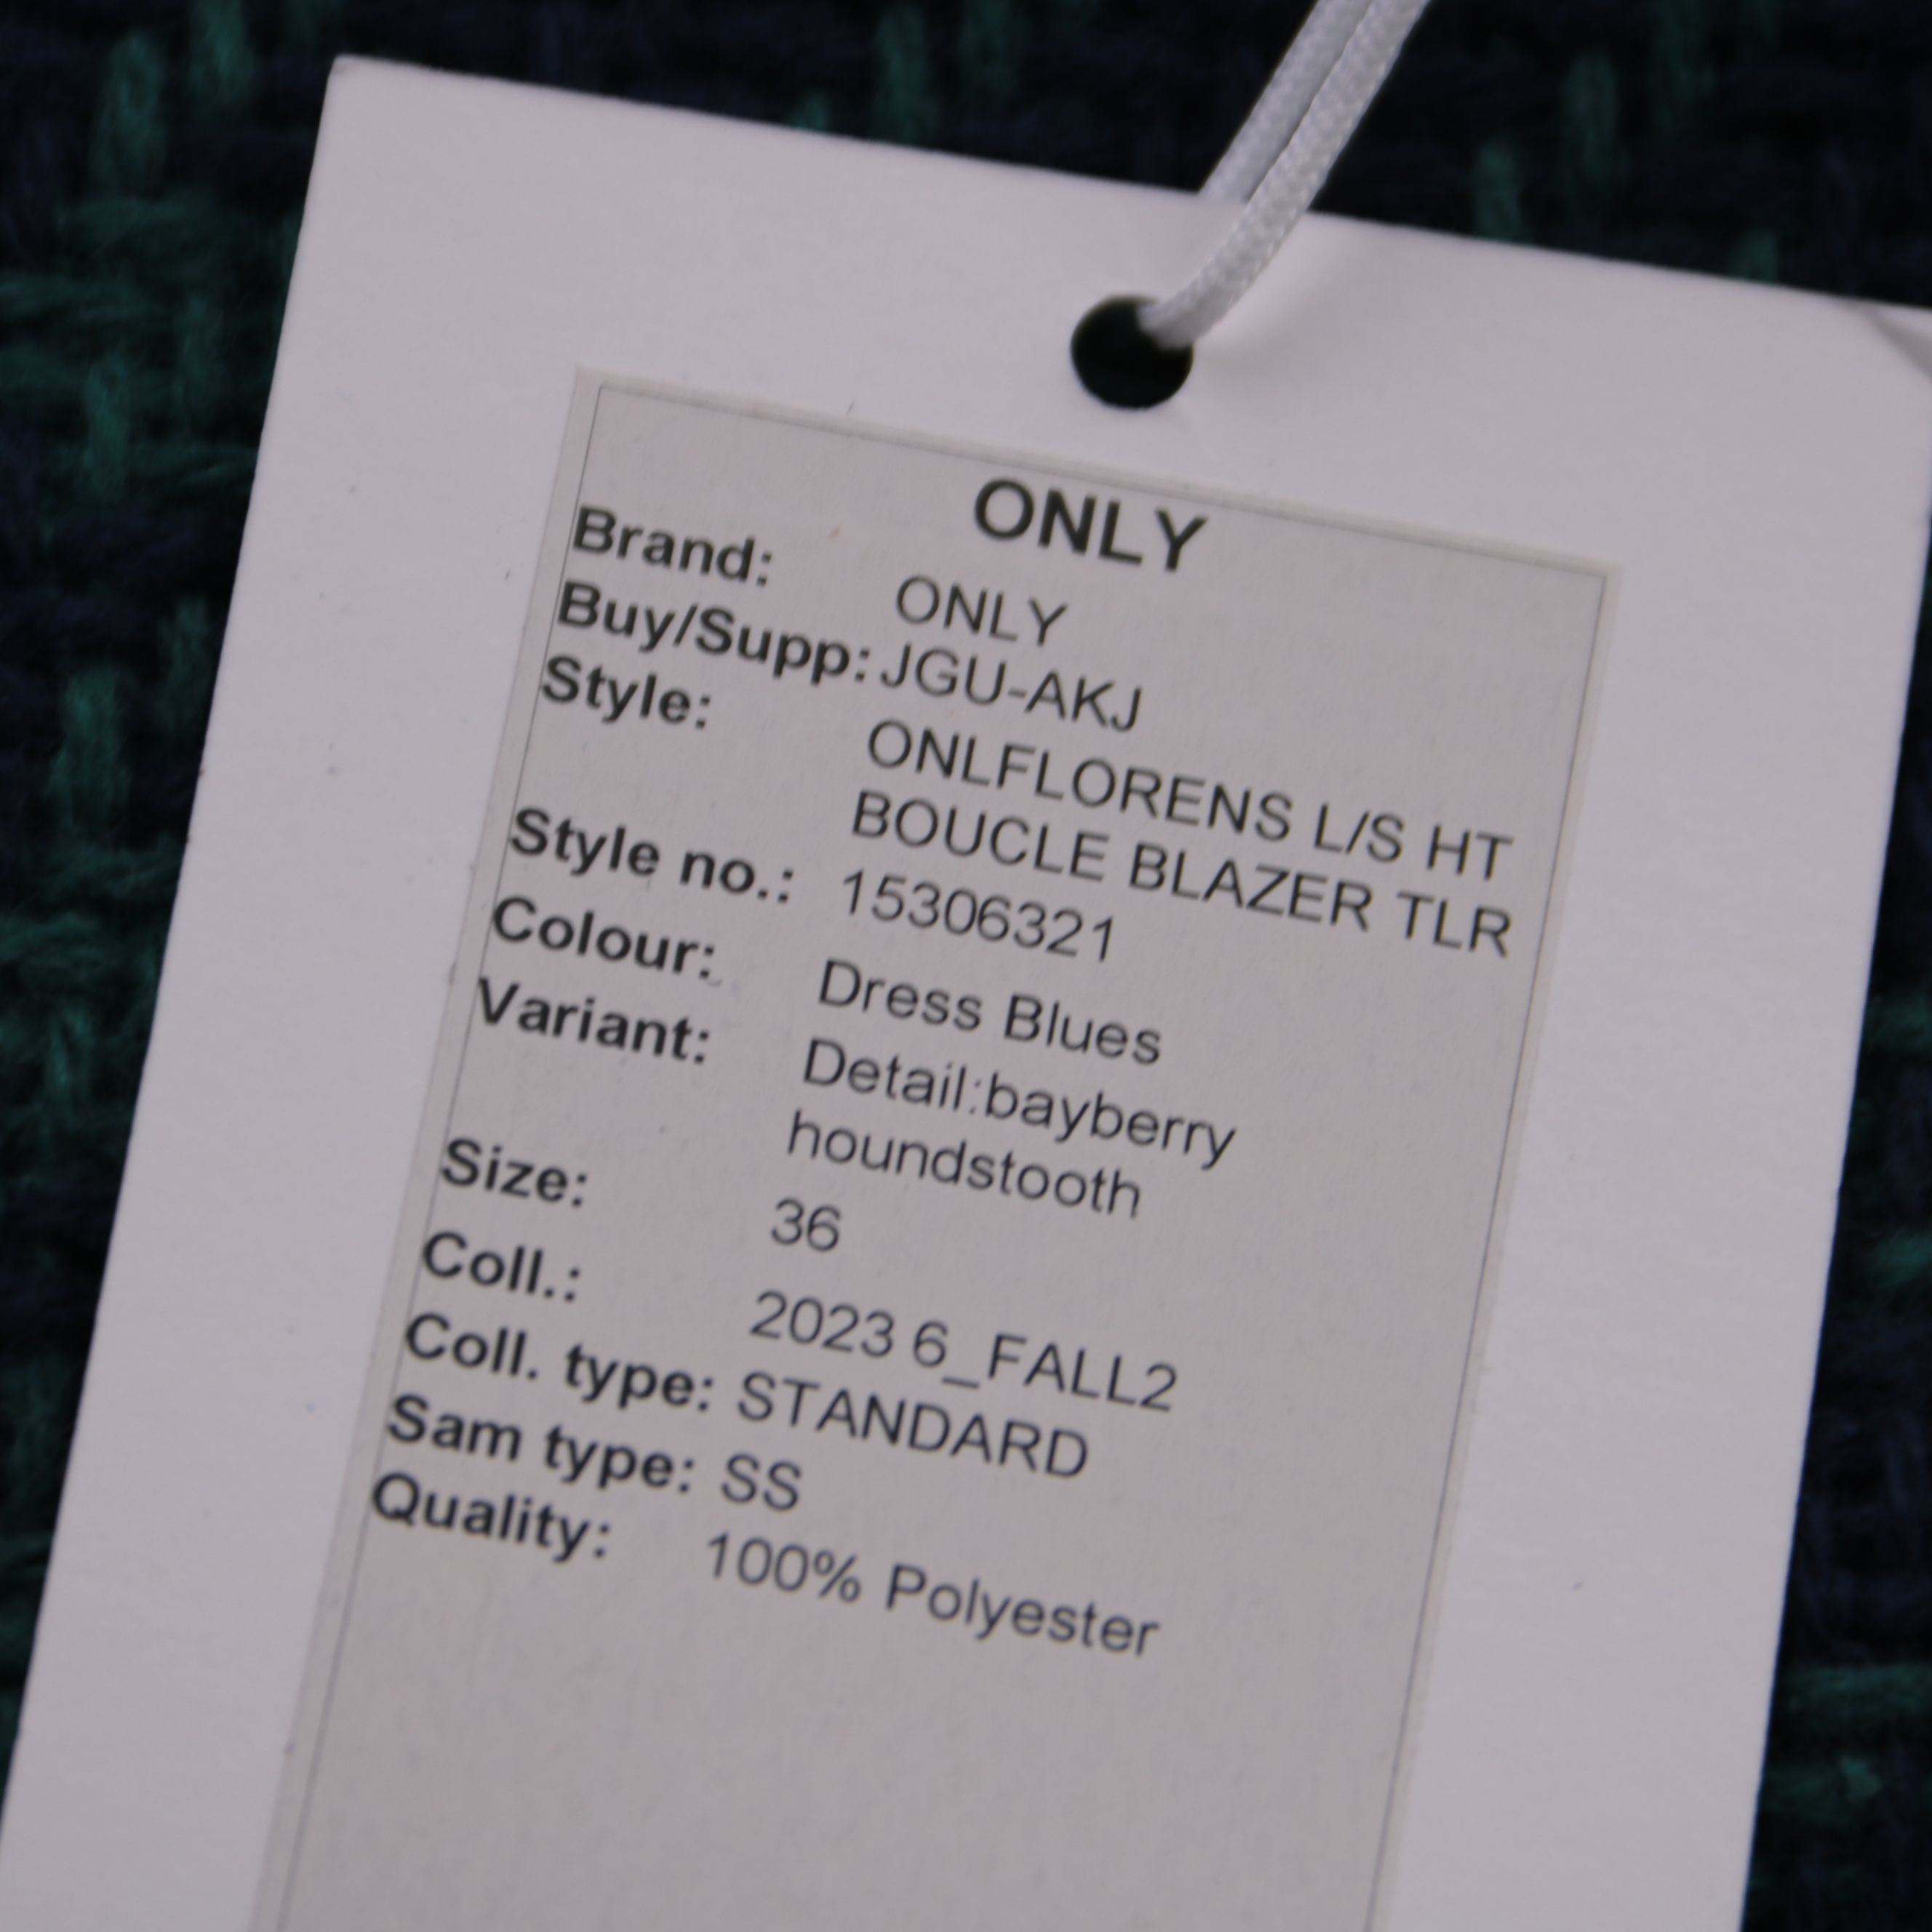 ONLY
Brand: ONLY
Buy/Supp: JGU-AKJ
Style: ONLFLORENS L/S HT
BOUCLE BLAZER TLR
Style no.: 15306321
Colour: Dress Blues
Variant: Detail:bayberry
houndstooth
Size: 36
Coll.: 2023 6_FALL2
Coll. type: STANDARD
Sam type: SS
Quality: 100% Polyester